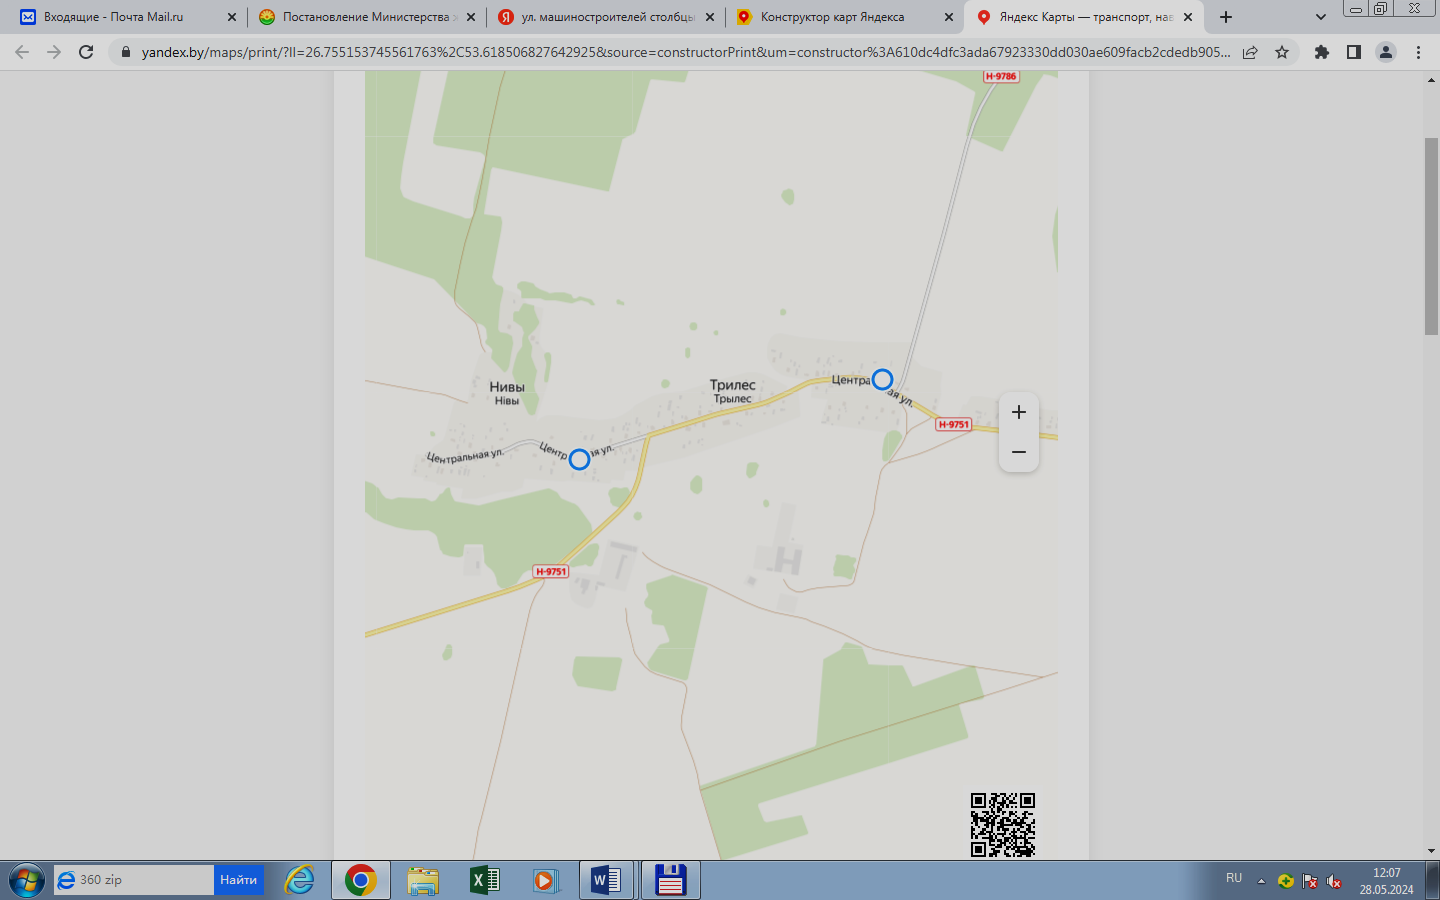 Входящие - Почта Mail.ru
Постановление Министерства
ул. машиностроителей столбцы
Конструктор карт Яндекса
Яндекс Карты — транспорт, нав
yandex.by/maps/print/?ll=26.755153745561763%2C53.618506827642925&source=constructorPrint&um=constructor%3A610dc4dfc3ada67923330dd030ae609facb2cdedb905...
Н-9786
Нивы
Нівы
Трилес
Трылес
Центра
ая ул.
Н-9751
Центральная ул.
Центр
ая ул.
Н-9751
360 zip
Найти
RU
12:07
28.05.2024